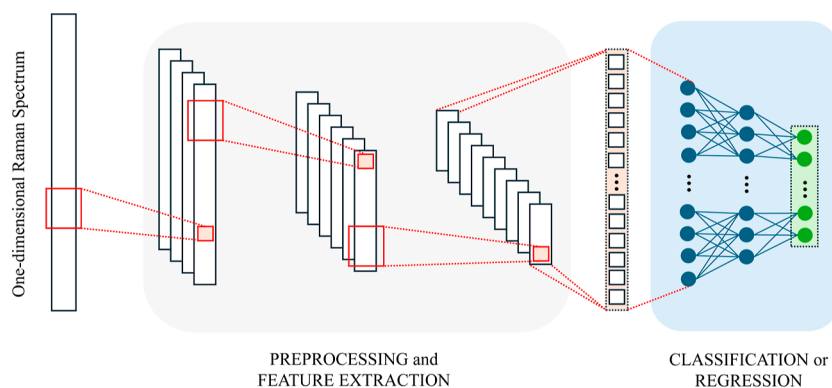 One-dimensional Raman Spectrum
PREPROCESSING and
FEATURE EXTRACTION
CLASSIFICATION or
REGRESSION